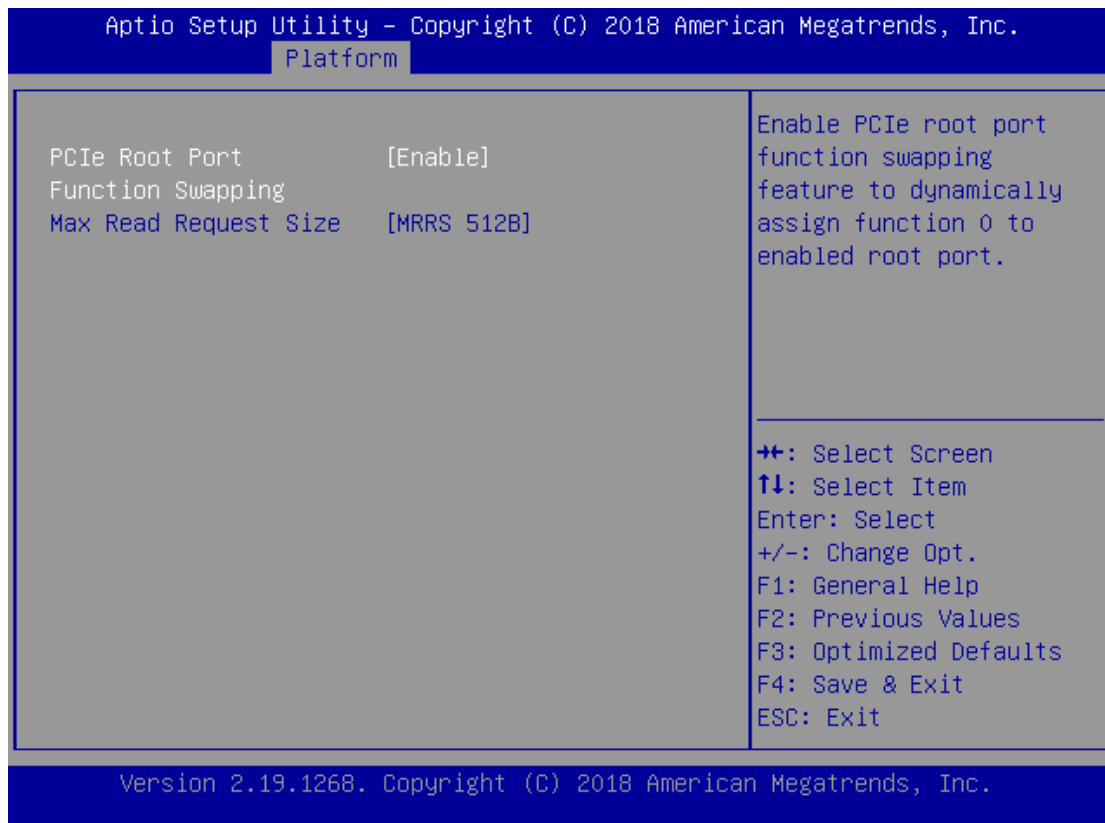 Aptio Setup Utility – Copyright (C) 2018 American Megatrends, Inc.
Platform
PCIe Root Port [Enable]
Function Swapping
Max Read Request Size [MRRS 512B]
Enable PCIe root port
function swapping
feature to dynamically
assign function 0 to
enabled root port.
→←: Select Screen
↑↓: Select Item
Enter: Select
+/-: Change Opt.
F1: General Help
F2: Previous Values
F3: Optimized Defaults
F4: Save & Exit
ESC: Exit
Version 2.19.1268. Copyright (C) 2018 American Megatrends, Inc.